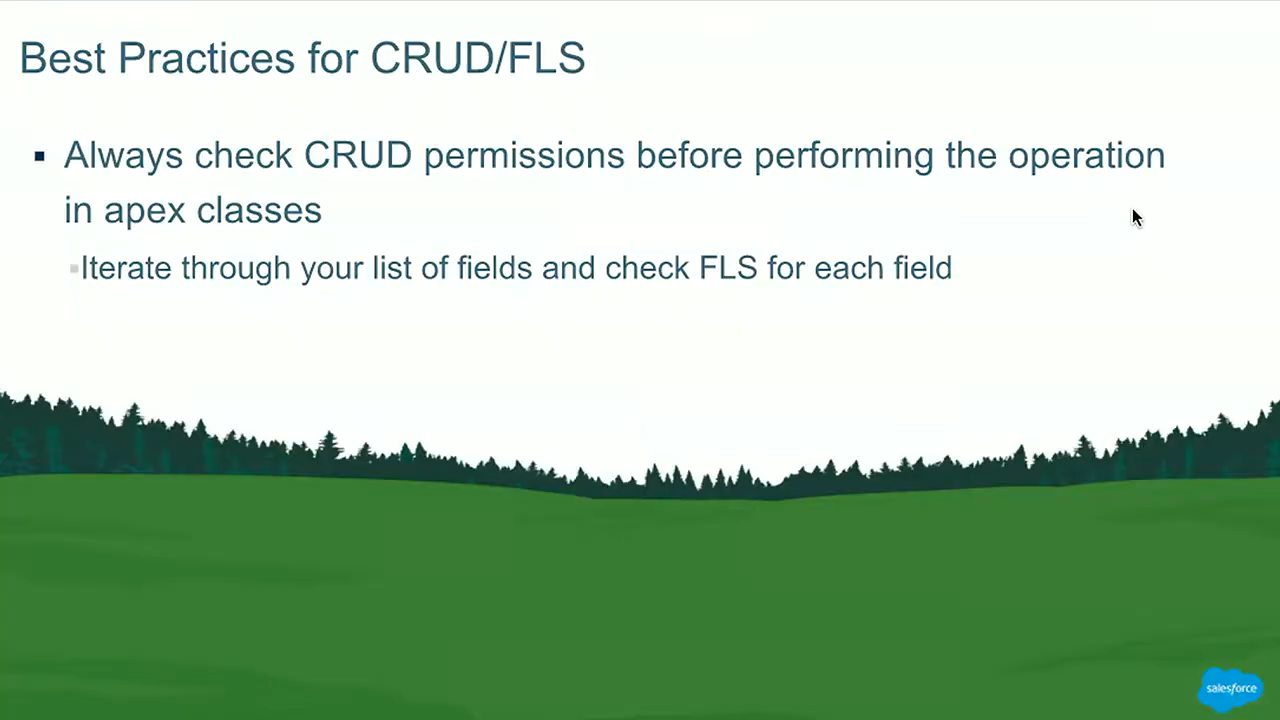 Best Practices for CRUD/FLS
Always check CRUD permissions before performing the operation
in apex classes
Iterate through your list of fields and check FLS for each field
salesforce